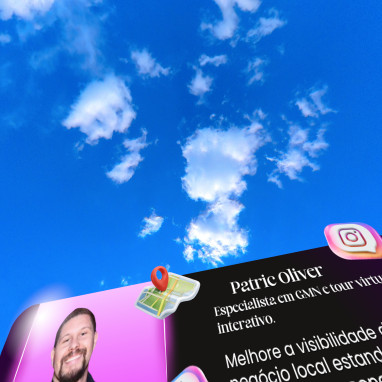 Patric Oliver
Especialista em GMN e tour virtu
interativo.
Melhore a visibilidade
negócio local estand